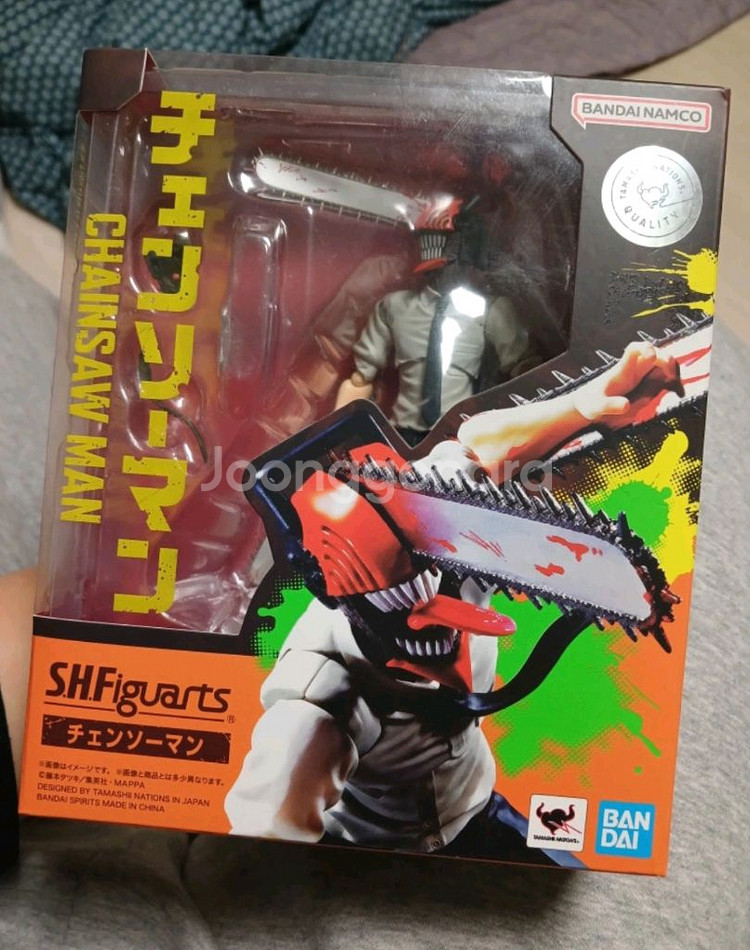 チェンソーマン
CHAINSAW MAN
BANDAI NAMCO
TAMASHII NATIONS.
QUALITY
Joonggonara
S.H.Figuarts®
チェンソーマン
※画像はイメージです。※画像と商品とは多少異なります。
©藤本タツキ/集英社・MAPPA
DESIGNED BY TAMASHII NATIONS IN JAPAN
BANDAI SPIRITS MADE IN CHINA
TAMASHII NATIONS
BAN
DAI